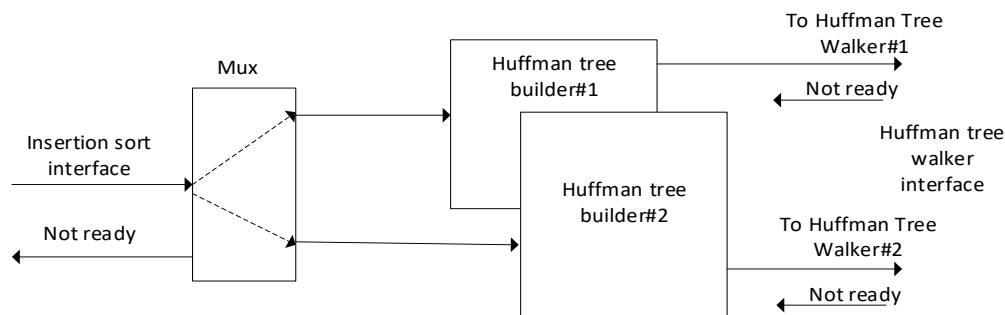 To Huffman Tree
Walker#1
Mux
Huffman tree
builder#1
Not ready
Insertion sort
interface
Huffman tree
walker
interface
Huffman tree
builder#2
Not ready
To Huffman Tree
Walker#2
Not ready